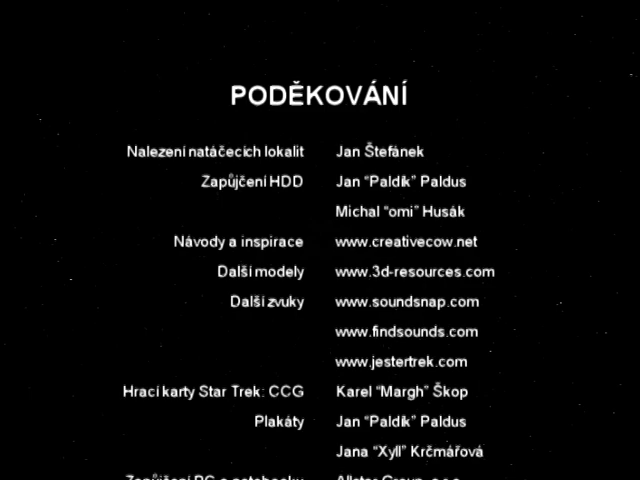 PODĚKOVÁNÍ
Nalezení natáčecích lokalit Jan Štefánek
Zapůjčení HDD Jan “Paldík” Paldus
Michal “omi” Husák
Návody a inspirace www.creativecow.net
Další modely www.3d-resources.com
Další zvuky www.soundsnap.com
www.findsounds.com
www.jestertrek.com
Hrací karty Star Trek: CCG Karel “Margh” Škop
Plakáty Jan “Paldík” Paldus
Jana “Xyll” Krčmářová